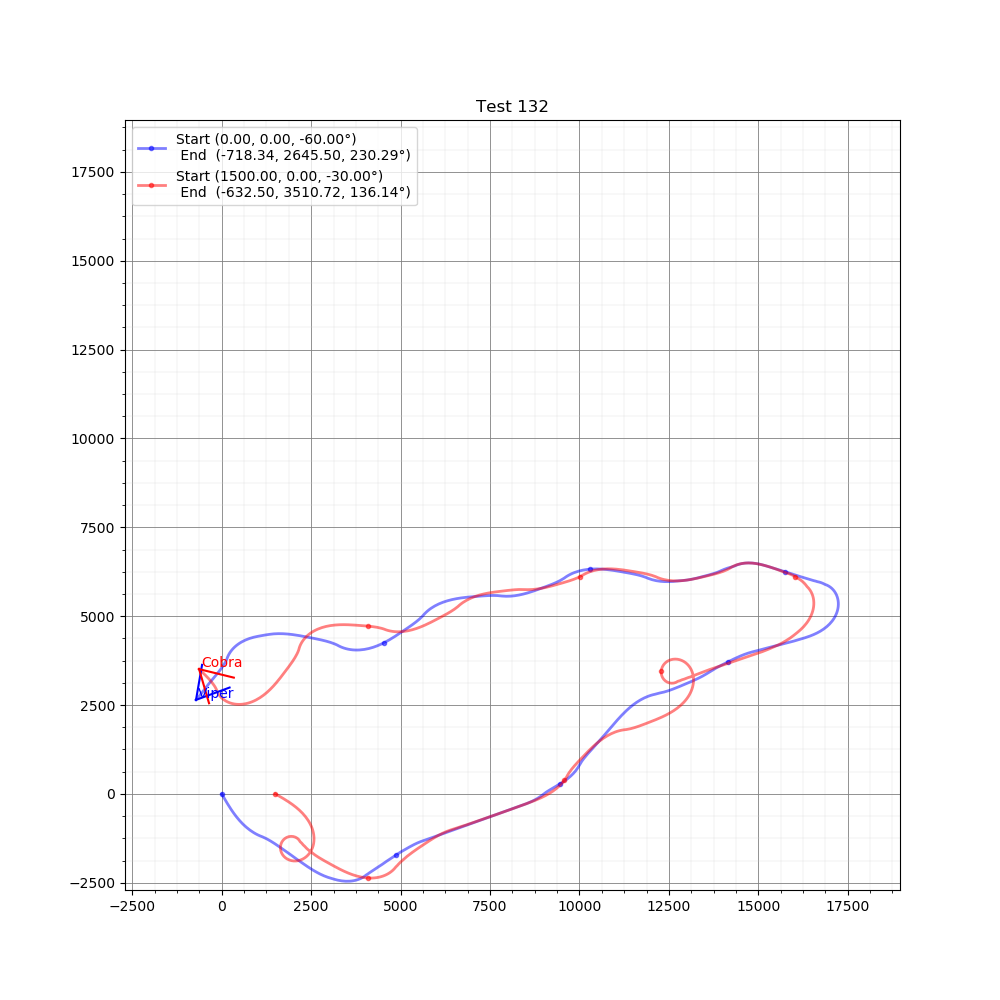 Test 132
Start (0.00, 0.00, -60.00°)
End (-718.34, 2645.50, 230.29°)
Start (1500.00, 0.00, -30.00°)
End (-632.50, 3510.72, 136.14°)
17500
15000
12500
10000
7500
5000
2500
0
−2500
Cobra
Viper
−2500 0 2500 5000 7500 10000 12500 15000 17500